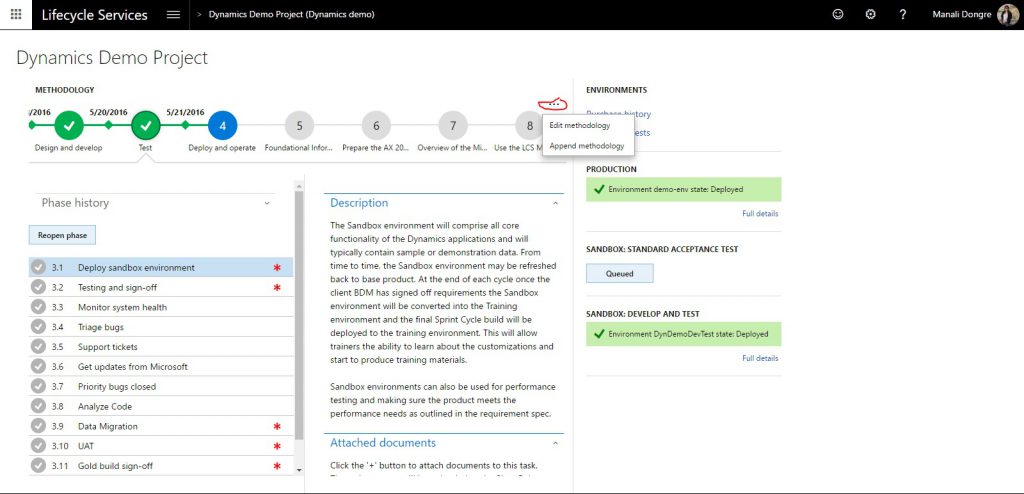 Lifecycle Services
> Dynamics Demo Project (Dynamics demo)
?
Manali Dongre
Dynamics Demo Project
METHODOLOGY
/2016
5/20/2016
5/21/2016
4
5
6
7
8
Design and develop
Test
Deploy and operate
Foundational Infor...
Prepare the AX 20...
Overview of the Mi...
Use the LCS M
...
Edit methodology
Append methodology
Phase history
Reopen phase
3.1 Deploy sandbox environment *
3.2 Testing and sign-off *
3.3 Monitor system health
3.4 Triage bugs
3.5 Support tickets
3.6 Get updates from Microsoft
3.7 Priority bugs closed
3.8 Analyze Code
3.9 Data Migration *
3.10 UAT *
3.11 Gold build sign-off *
Description
The Sandbox environment will comprise all core
functionality of the Dynamics applications and will
typically contain sample or demonstration data. From
time to time, the Sandbox environment may be refreshed
back to base product. At the end of each cycle once the
client BDM has signed off requirements the Sandbox
environment will be converted into the Training
environment and the final Sprint Cycle build will be
deployed to the training environment. This will allow
trainers the ability to learn about the customizations and
start to produce training materials.
Sandbox environments can also be used for performance
testing and making sure the product meets the
performance needs as outlined in the requirement spec.
Attached documents
Click the '+' button to attach documents to this task.
ENVIRONMENTS
Purchase history
ests
PRODUCTION
Environment demo-env state: Deployed
Full details
SANDBOX: STANDARD ACCEPTANCE TEST
Queued
SANDBOX: DEVELOP AND TEST
Environment DynDemoDevTest state: Deployed
Full details